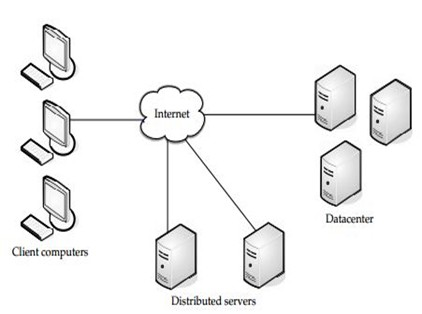 Internet
Datacenter
Client computers
Distributed servers